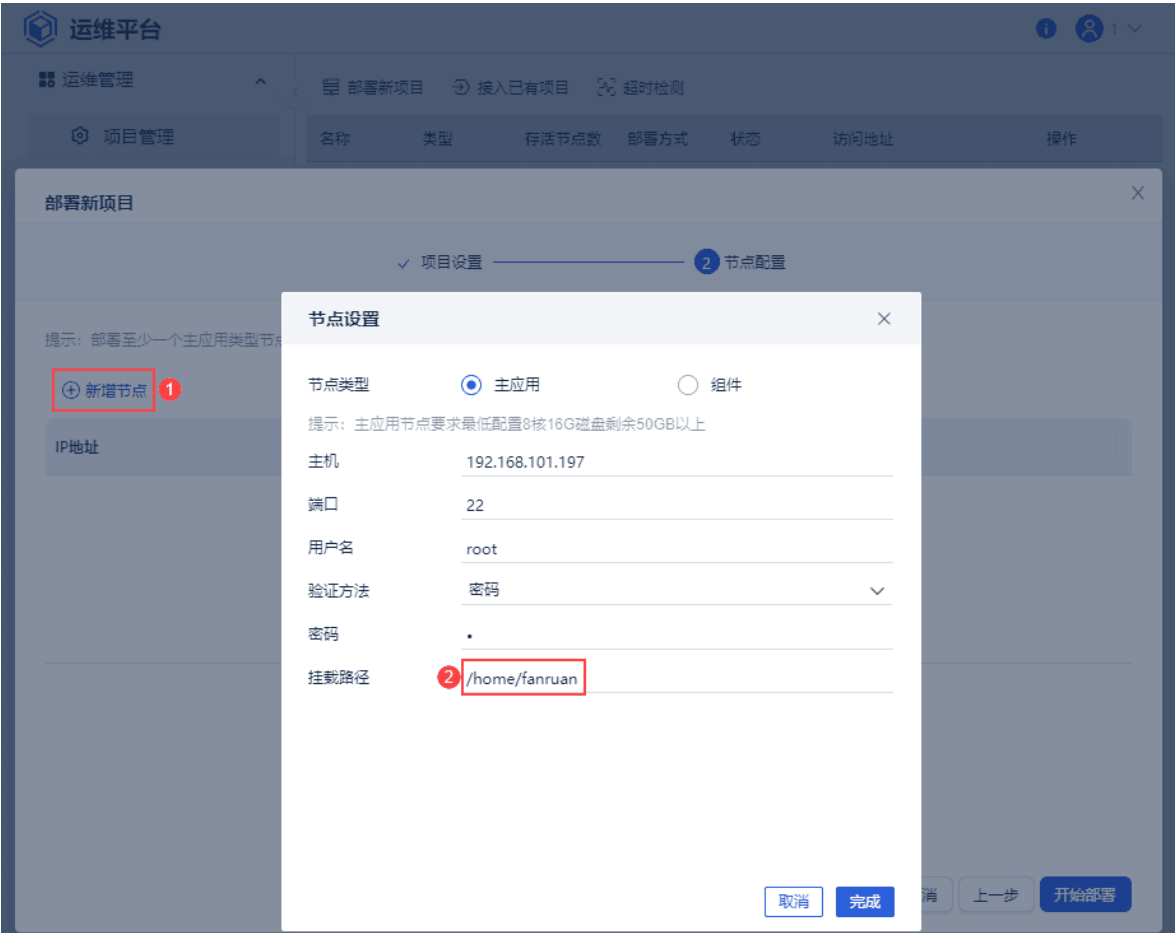 运维平台
1
运维管理
部署新项目 接入已有项目 超时检测
项目管理
名称 类型 存活节点数 部署方式 状态 访问地址 操作
部署新项目
项目设置 2 节点配置
节点设置
提示：部署至少一个主应用类型节点
新增节点 1
IP地址
节点类型 主应用 组件
提示：主应用节点要求最低配置8核16G磁盘剩余50GB以上
主机 192.168.101.197
端口 22
用户名 root
验证方法 密码
密码 •
挂载路径 2 /home/fanruan
取消 完成
消 上一步 开始部署